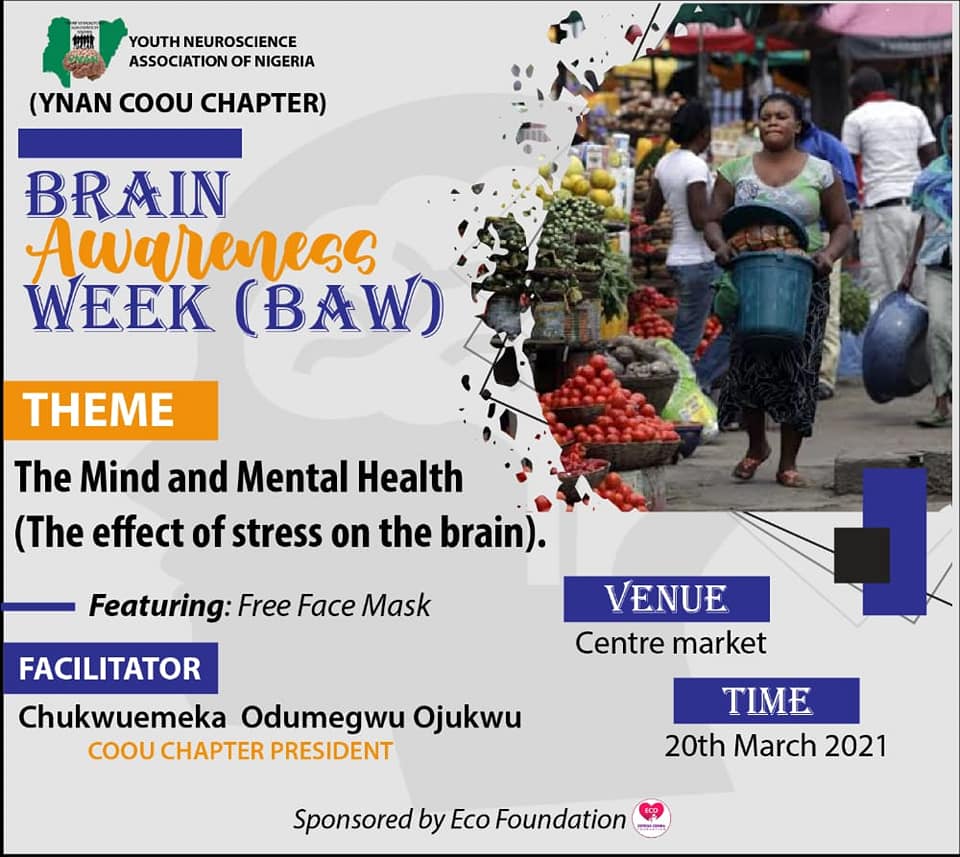 YOUTH NEUROSCIENCE
ASSOCIATION OF NIGERIA
(YNAN COOU CHAPTER)
BRAIN
Awareness
WEEK (BAW)
THEME
The Mind and Mental Health
(The effect of stress on the brain).
Featuring: Free Face Mask
VENUE
Centre market
FACILITATOR
Chukwuemeka Odumegwu Ojukwu
COOU CHAPTER PRESIDENT
TIME
20th March 2021
Sponsored by Eco Foundation
ECO